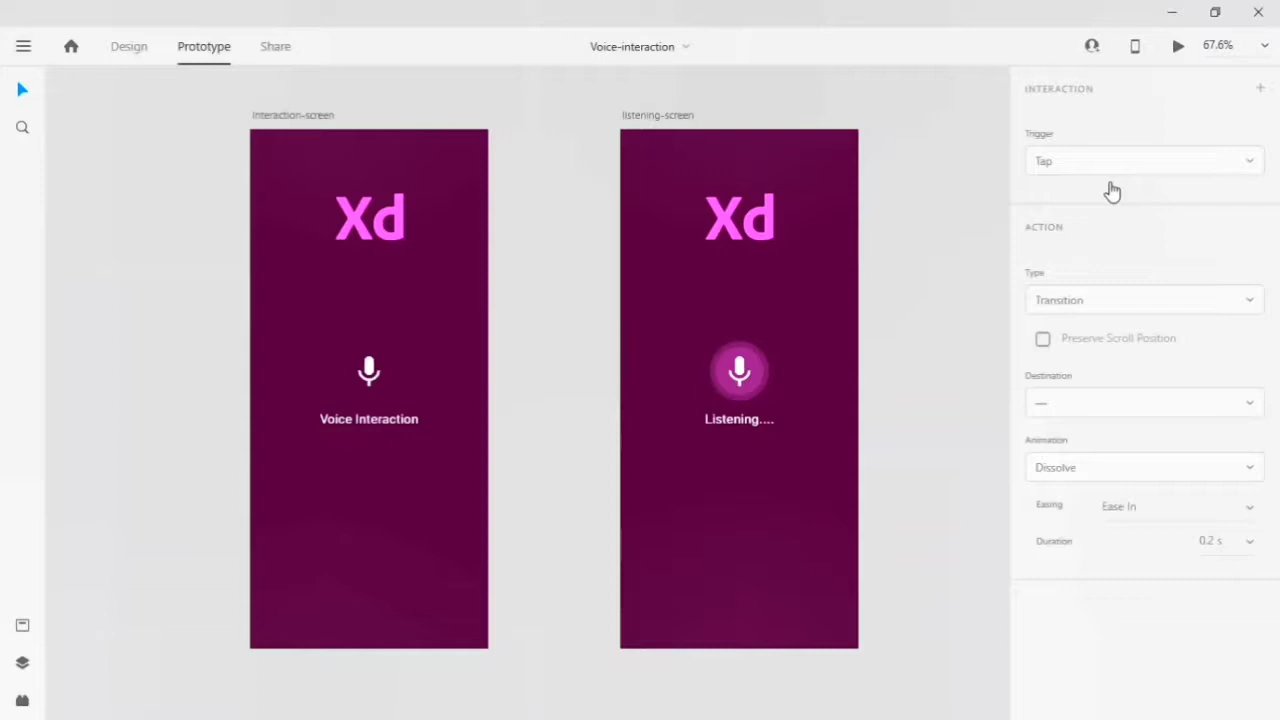 Design
Prototype
Share
Voice-interaction
67.6%
Interaction-screen
listening-screen
Xd
Voice Interaction
Xd
Listening....
INTERACTION
Trigger
Tap
ACTION
Type
Transition
Preserve Scroll Position
Destination
—
Animation
Dissolve
Easing
Ease In
Duration
0.2 s